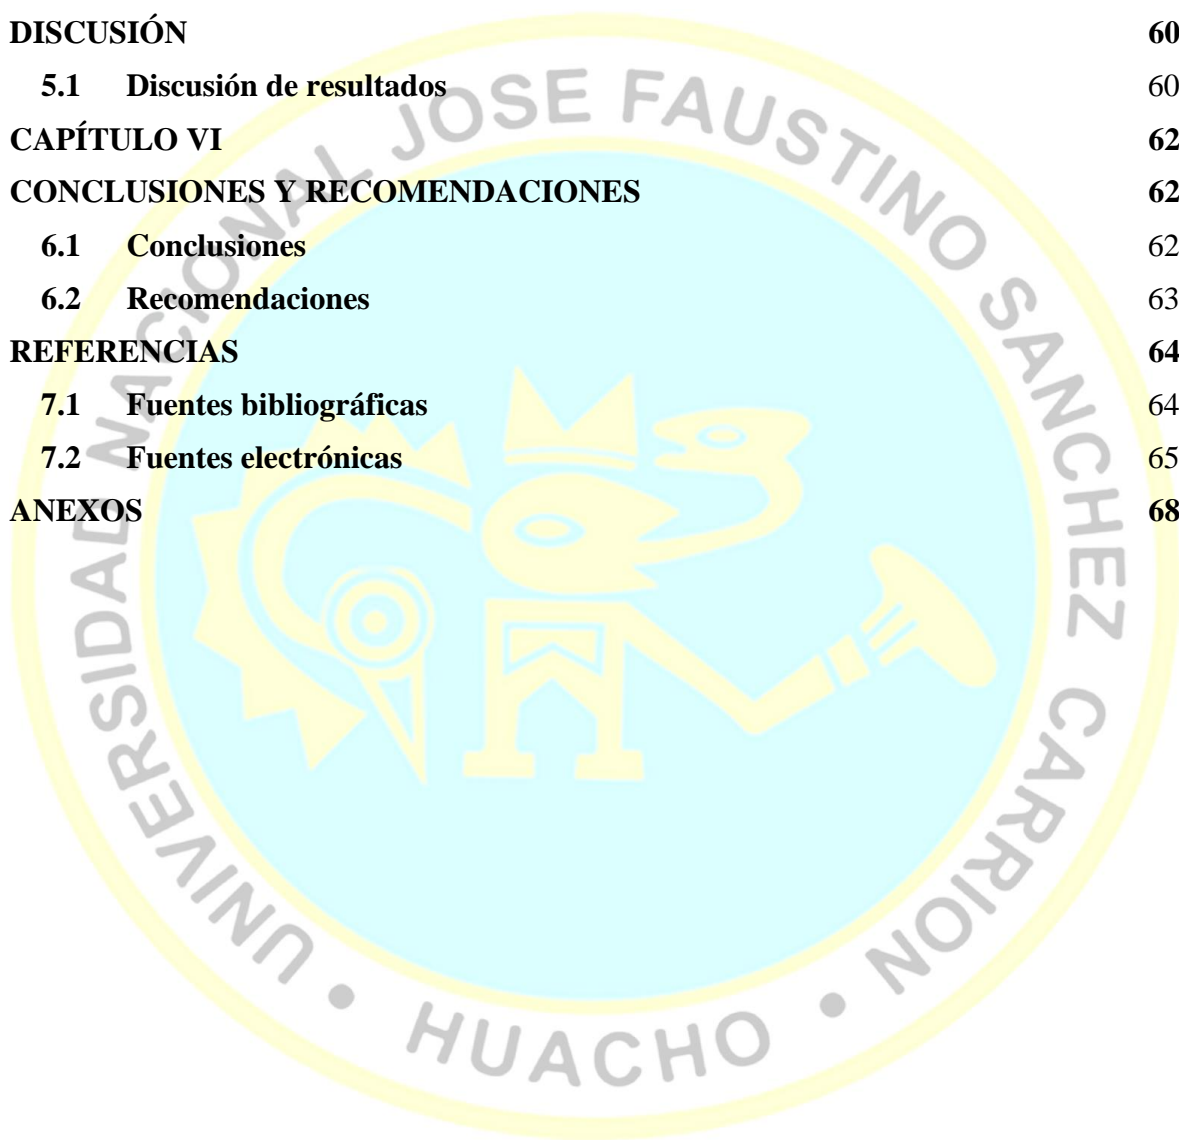 DISCUSIÓN 60
5.1 Discusión de resultados 60
CAPÍTULO VI 62
CONCLUSIONES Y RECOMENDACIONES 62
6.1 Conclusiones 62
6.2 Recomendaciones 63
REFERENCIAS 64
7.1 Fuentes bibliográficas 64
7.2 Fuentes electrónicas 65
ANEXOS 68
UNIVERSIDAD NACIONAL JOSE FAUSTINO SANCHEZ CARRION
• HUACHO •